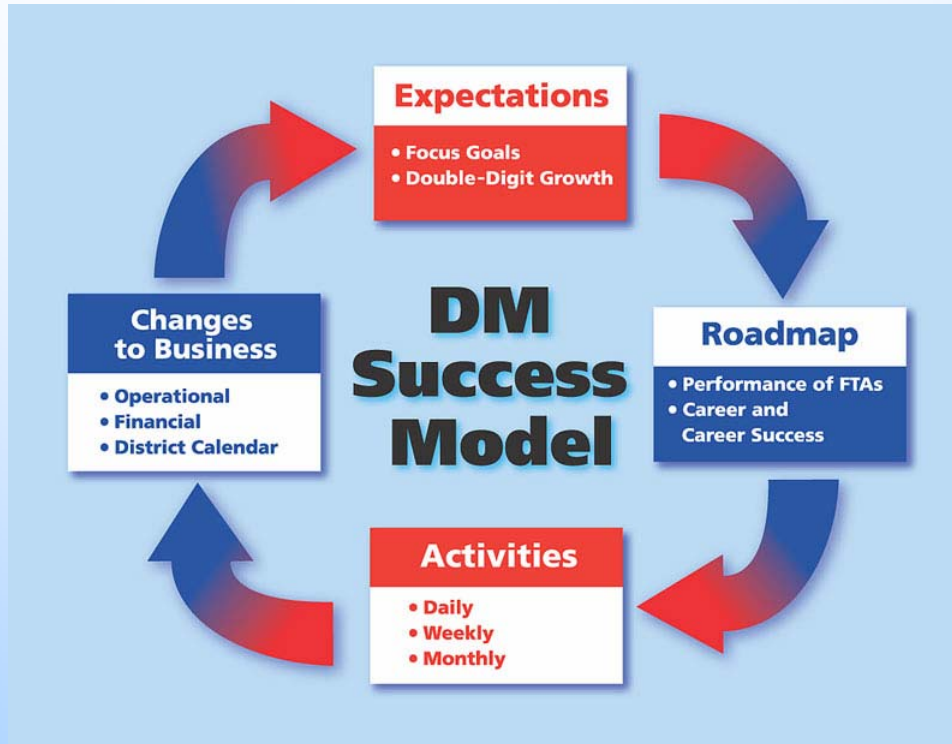 Expectations
• Focus Goals
• Double-Digit Growth
DM
Success
Model
Roadmap
• Performance of FTAs
• Career and
Career Success
Activities
• Daily
• Weekly
• Monthly
Changes
to Business
• Operational
• Financial
• District Calendar